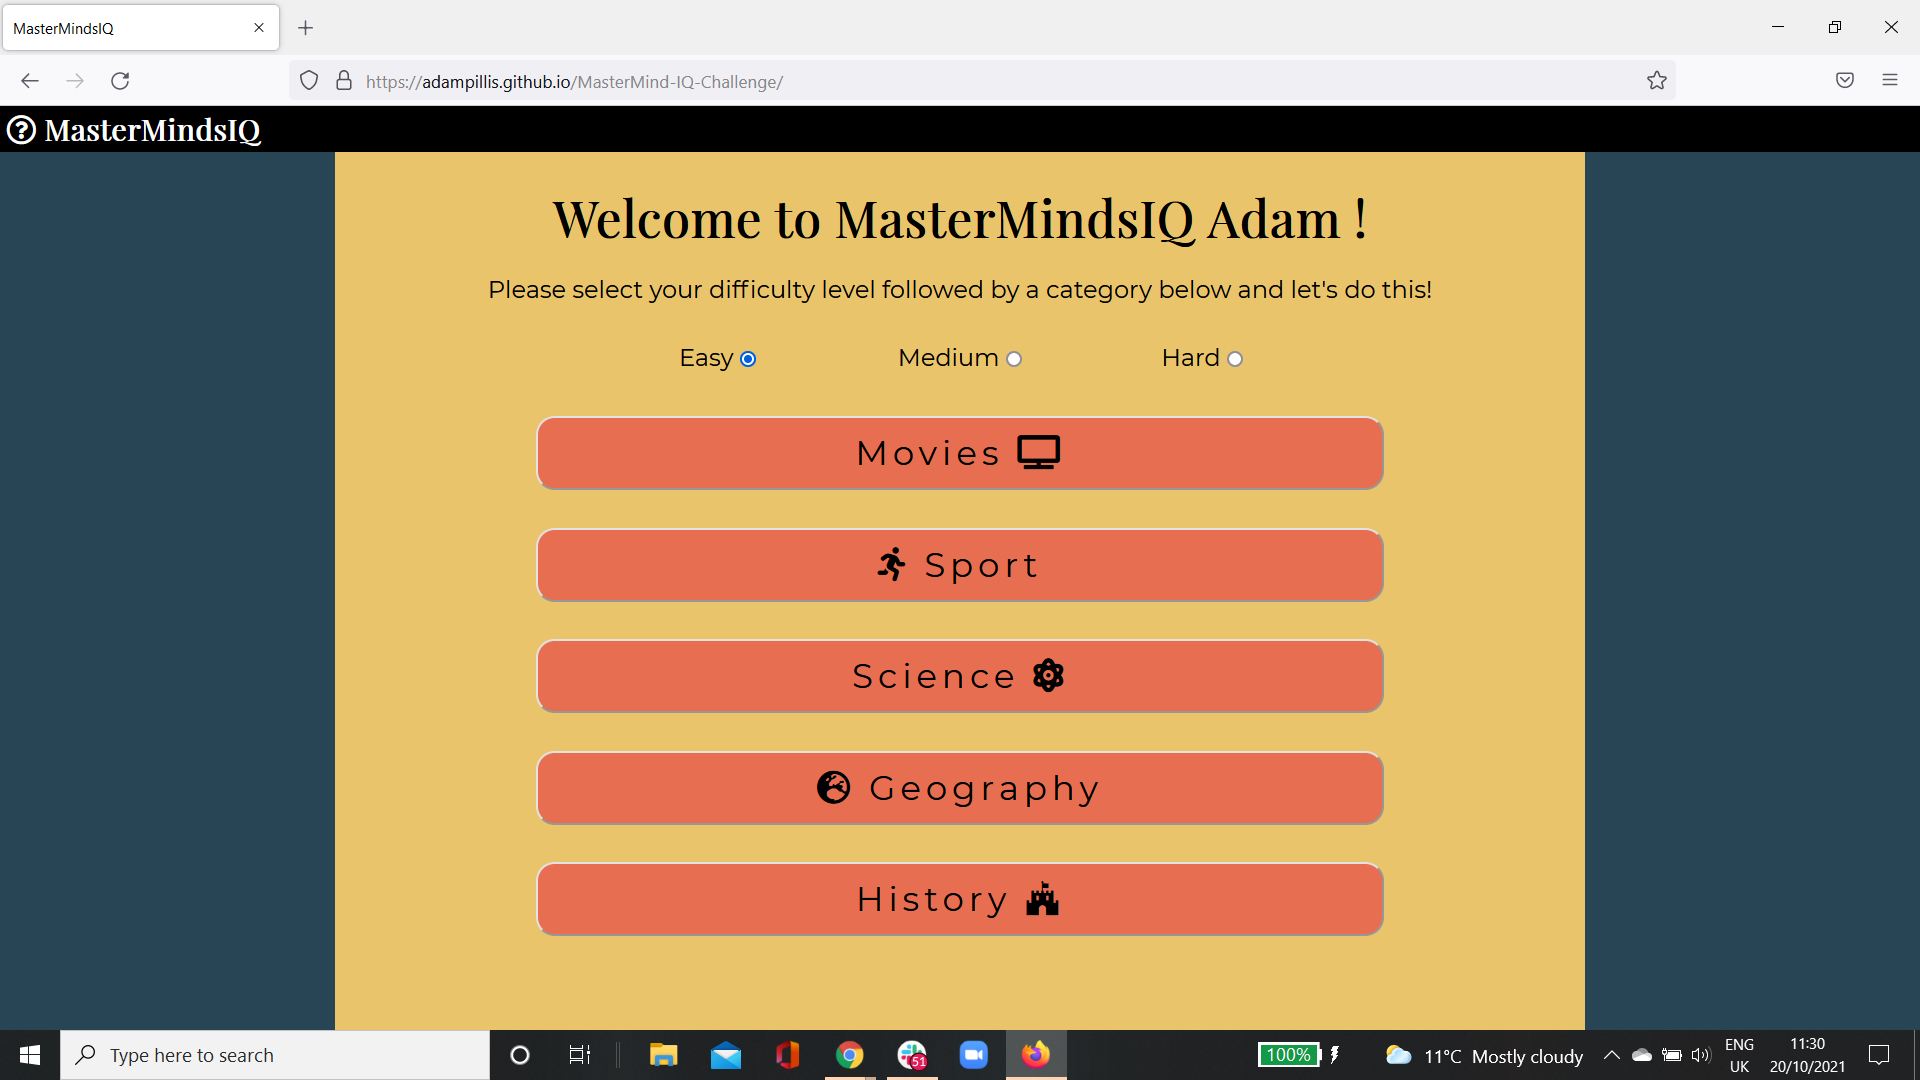 MasterMindsIQ
https://adampillis.github.io/MasterMind-IQ-Challenge/
MasterMindsIQ
Welcome to MasterMindsIQ Adam !
Please select your difficulty level followed by a category below and let's do this!
Easy Medium Hard
Movies
Sport
Science
Geography
History
Type here to search
51
100%
11°C Mostly cloudy
ENG
UK
11:30
20/10/2021